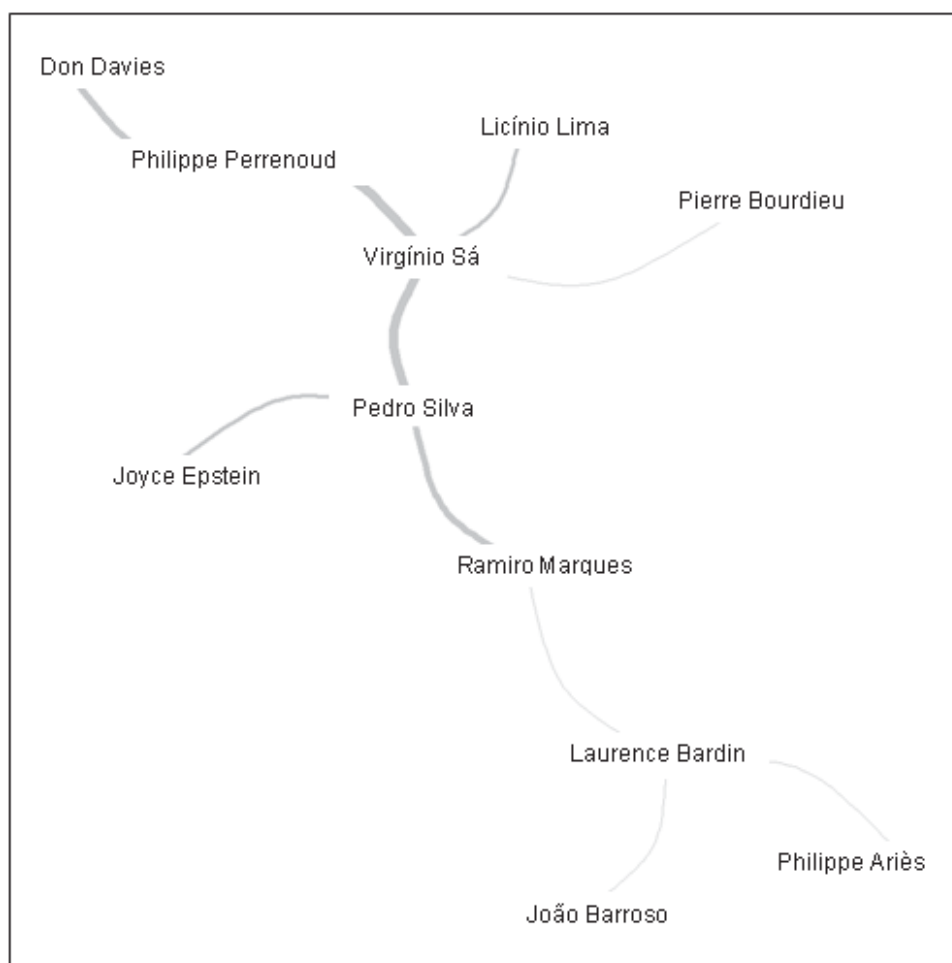 Don Davies
Licínio Lima
Philippe Perrenoud
Pierre Bourdieu
Virgínio Sá
Pedro Silva
Joyce Epstein
Ramiro Marques
Laurence Bardin
Philippe Ariès
João Barroso